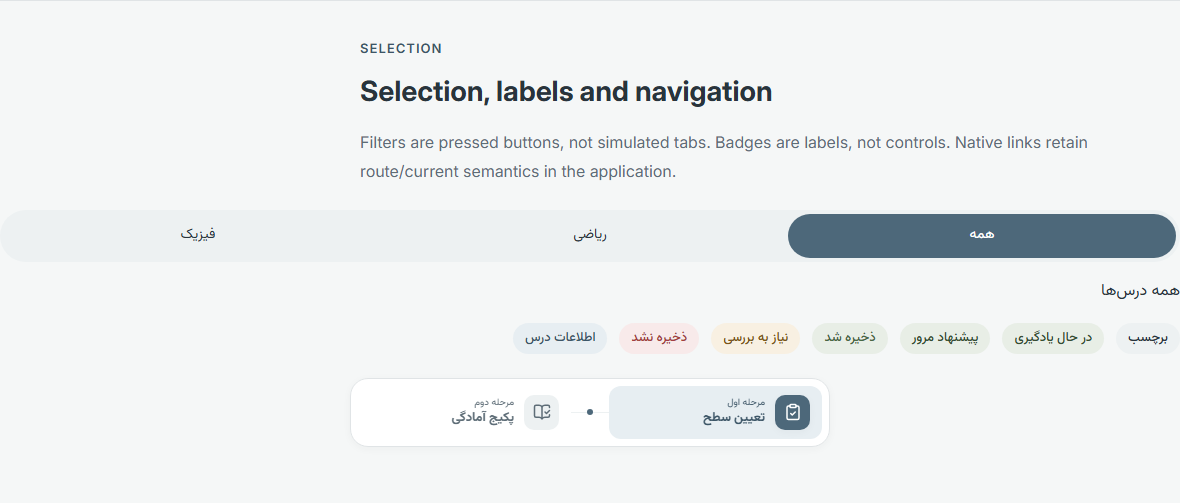 SELECTION
Selection, labels and navigation
Filters are pressed buttons, not simulated tabs. Badges are labels, not controls. Native links retain
route/current semantics in the application.
همه ریاضی فیزیک
همه درس‌ها
برچسب در حال یادگیری پیشنهاد مرور ذخیره شد نیاز به بررسی ذخیره نشد اطلاعات درس
مرحله اول
تعیین سطح
مرحله دوم
پکیج آمادگی